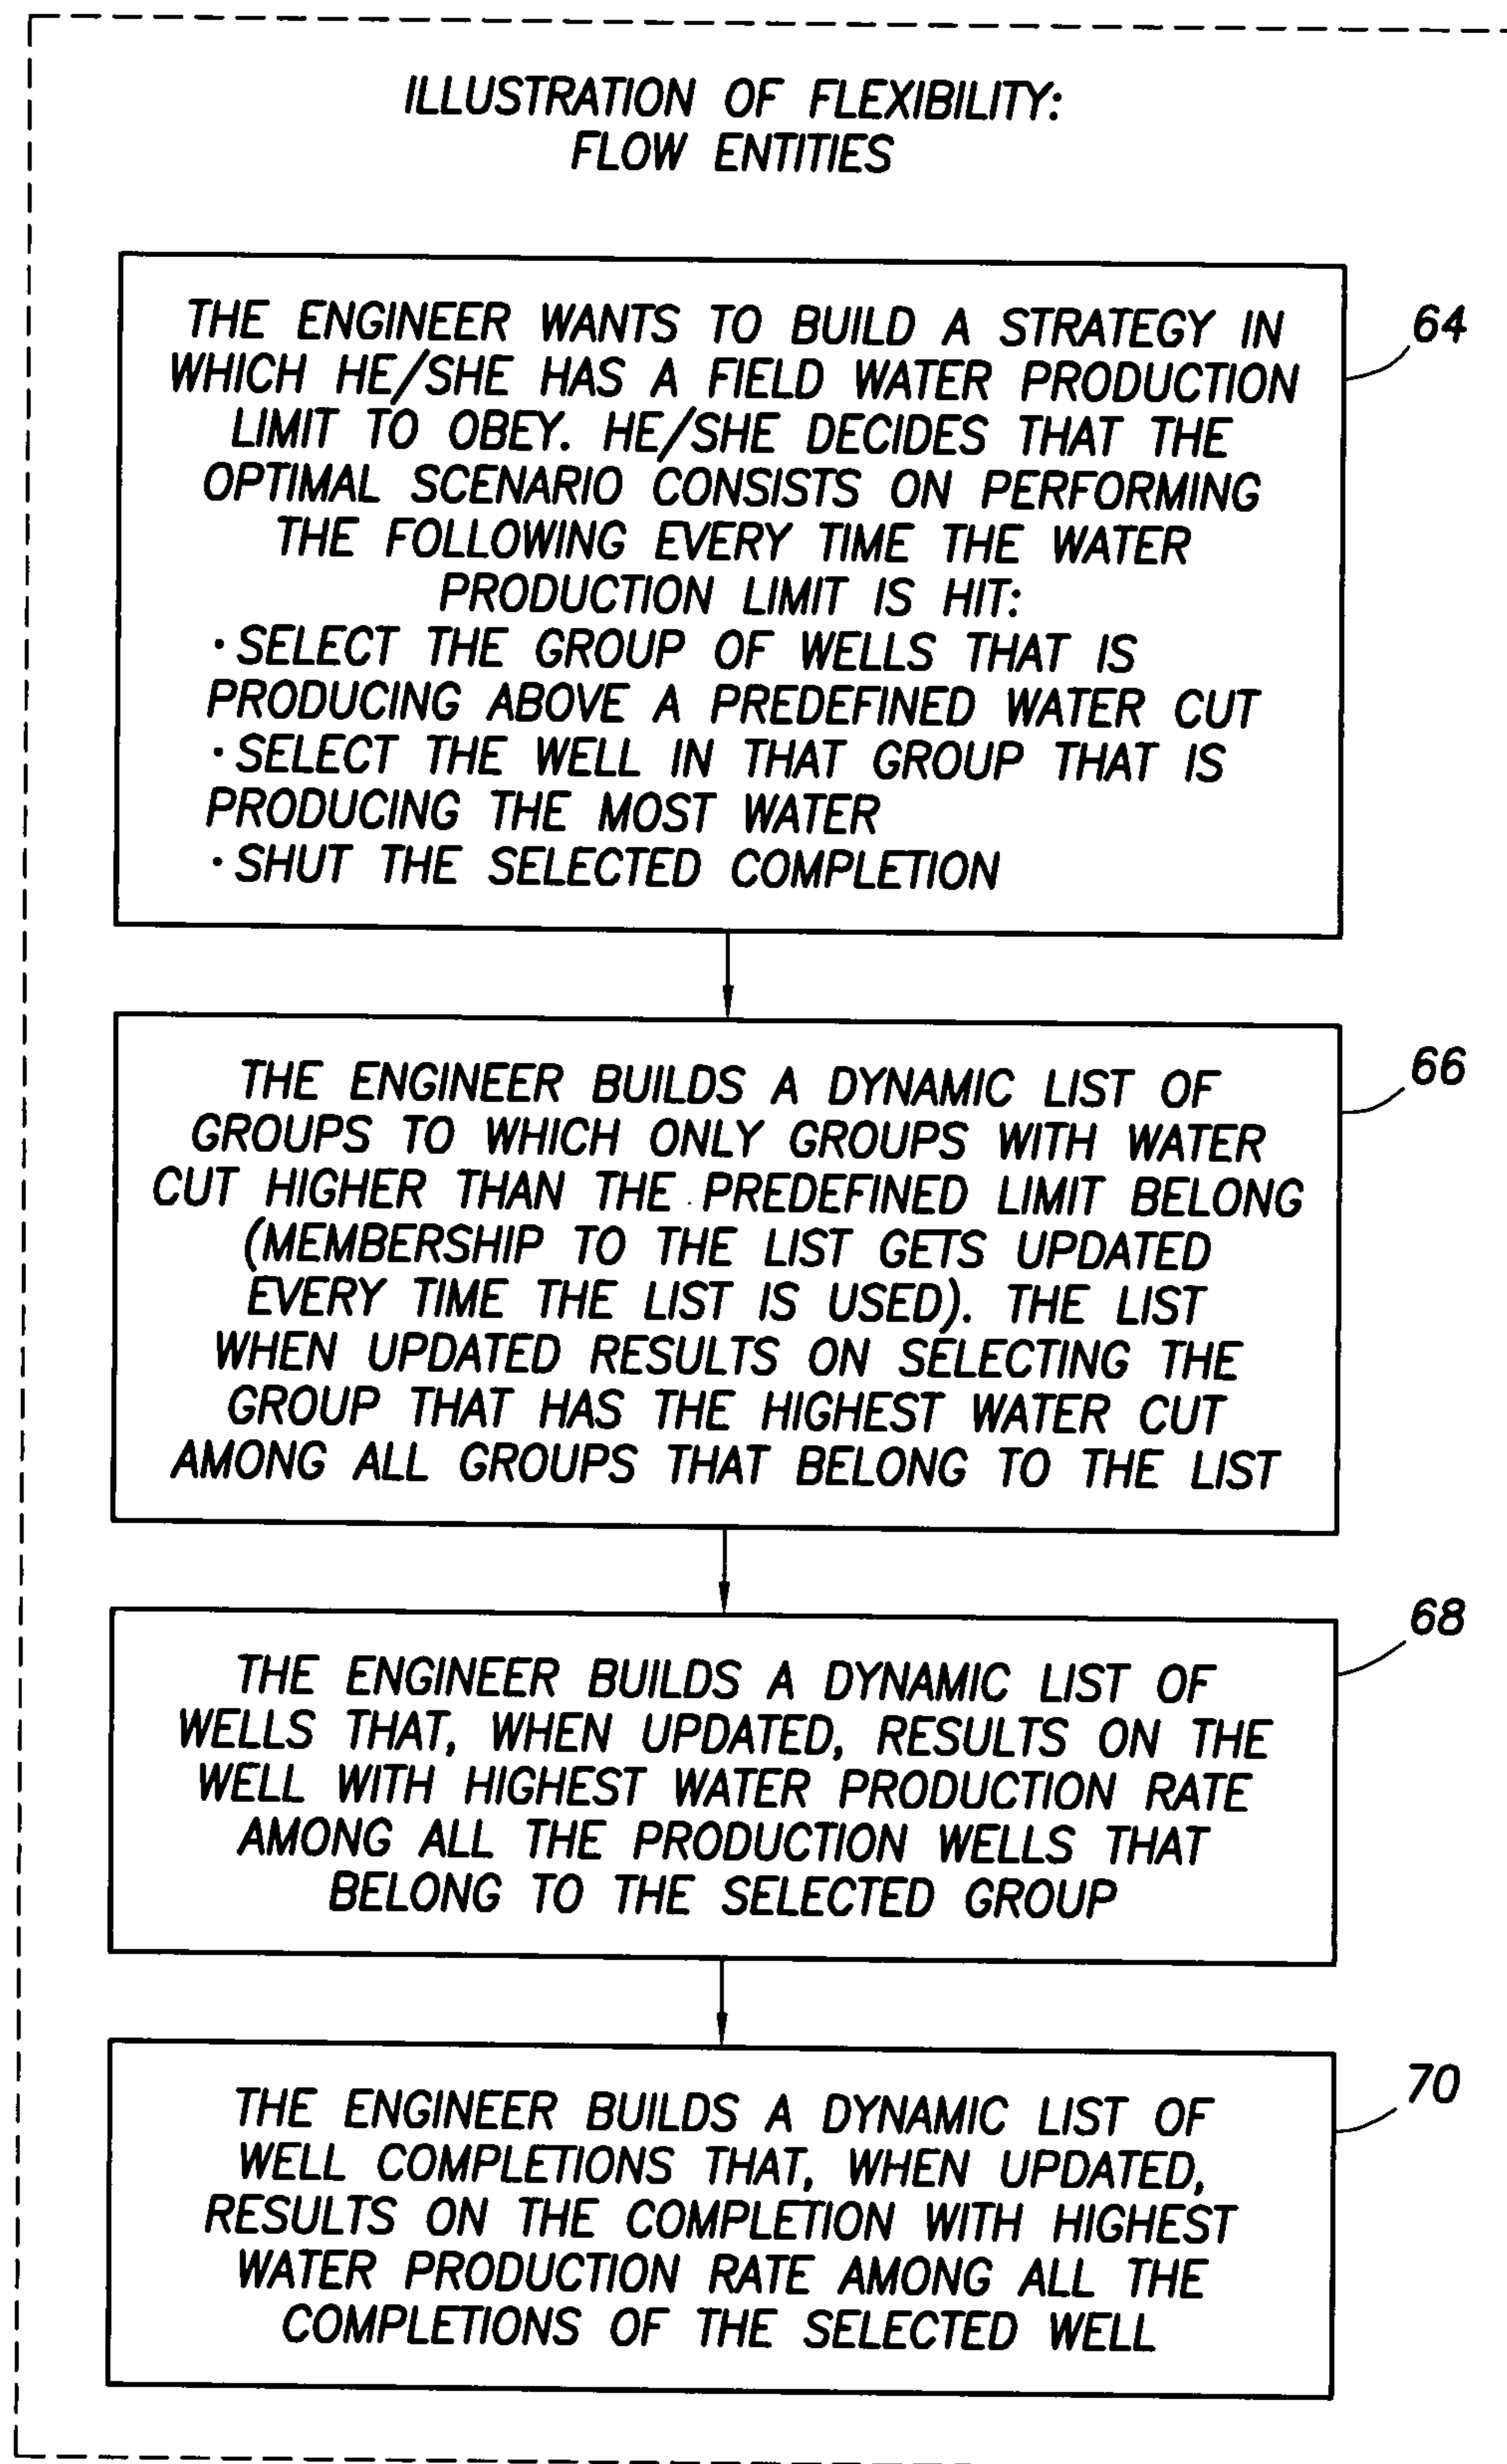 ILLUSTRATION OF FLEXIBILITY:
FLOW ENTITIES
THE ENGINEER WANTS TO BUILD A STRATEGY IN
WHICH HE/SHE HAS A FIELD WATER PRODUCTION
LIMIT TO OBEY. HE/SHE DECIDES THAT THE
OPTIMAL SCENARIO CONSISTS ON PERFORMING
THE FOLLOWING EVERY TIME THE WATER
PRODUCTION LIMIT IS HIT:
· SELECT THE GROUP OF WELLS THAT IS
PRODUCING ABOVE A PREDEFINED WATER CUT
· SELECT THE WELL IN THAT GROUP THAT IS
PRODUCING THE MOST WATER
· SHUT THE SELECTED COMPLETION
64
THE ENGINEER BUILDS A DYNAMIC LIST OF
GROUPS TO WHICH ONLY GROUPS WITH WATER
CUT HIGHER THAN THE PREDEFINED LIMIT BELONG
(MEMBERSHIP TO THE LIST GETS UPDATED
EVERY TIME THE LIST IS USED). THE LIST
WHEN UPDATED RESULTS ON SELECTING THE
GROUP THAT HAS THE HIGHEST WATER CUT
AMONG ALL GROUPS THAT BELONG TO THE LIST
66
THE ENGINEER BUILDS A DYNAMIC LIST OF
WELLS THAT, WHEN UPDATED, RESULTS ON THE
WELL WITH HIGHEST WATER PRODUCTION RATE
AMONG ALL THE PRODUCTION WELLS THAT
BELONG TO THE SELECTED GROUP
68
THE ENGINEER BUILDS A DYNAMIC LIST OF
WELL COMPLETIONS THAT, WHEN UPDATED,
RESULTS ON THE COMPLETION WITH HIGHEST
WATER PRODUCTION RATE AMONG ALL THE
COMPLETIONS OF THE SELECTED WELL
70